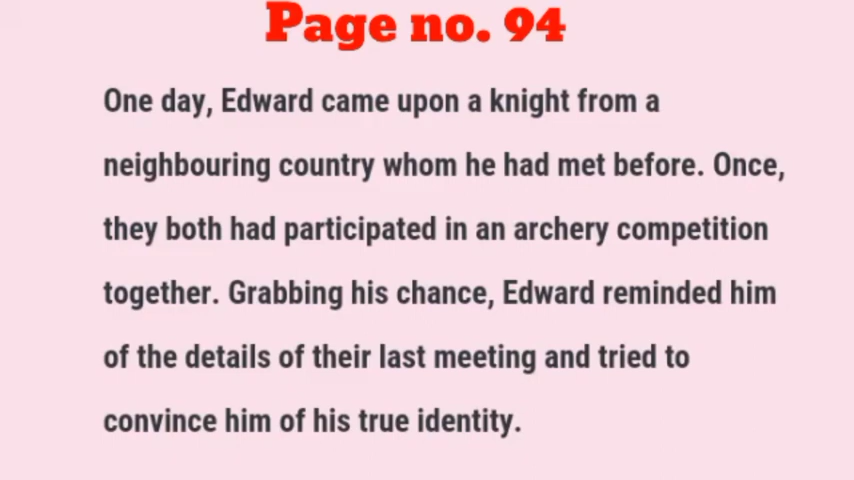 Page no. 94
One day, Edward came upon a knight from a
neighbouring country whom he had met before. Once,
they both had participated in an archery competition
together. Grabbing his chance, Edward reminded him
of the details of their last meeting and tried to
convince him of his true identity.